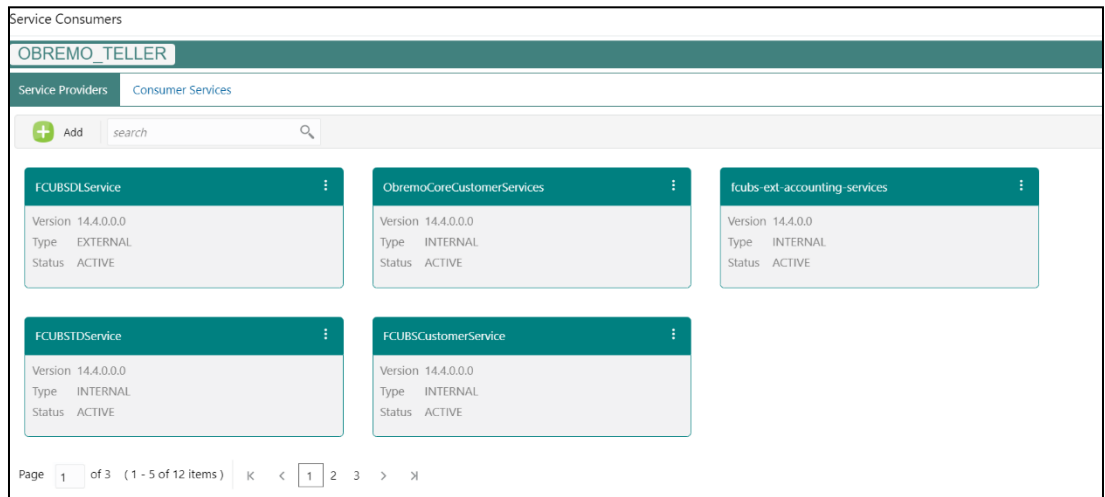 Service Consumers
OBREMO_TELLER
Service Providers Consumer Services
Add search
FCUBSDLService
Version 14.4.0.0.0
Type EXTERNAL
Status ACTIVE
ObremoCoreCustomerServices
Version 14.4.0.0.0
Type INTERNAL
Status ACTIVE
fcubs-ext-accounting-services
Version 14.4.0.0
Type INTERNAL
Status ACTIVE
FCUBSTDService
Version 14.4.0.0.0
Type INTERNAL
Status ACTIVE
FCUBSCustomerService
Version 14.4.0.0.0
Type INTERNAL
Status ACTIVE
Page 1 of 3 (1 - 5 of 12 items) 1 2 3